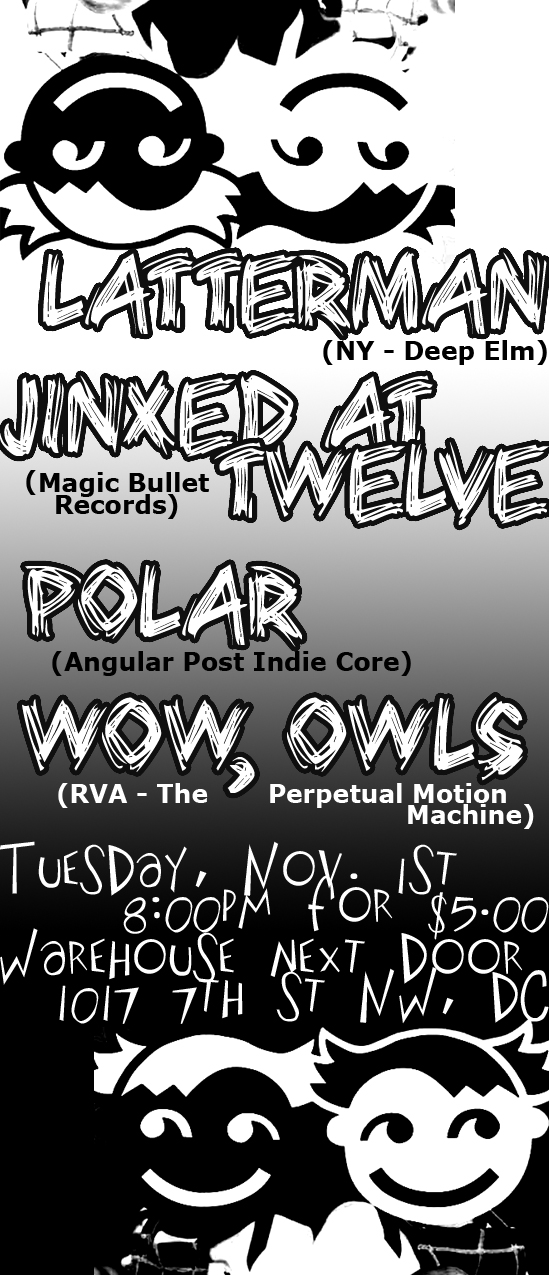 LATTERMAN
(NY - Deep Elm)
JINXED AT
TWELVE
(Magic Bullet
Records)
POLAR
(Angular Post Indie Core)
WOW, OWLS
(RVA - The Perpetual Motion
Machine)
Tuesday, Nov. 1st
8:00PM for $5.00
Warehouse Next Door
1017 7th St NW, DC